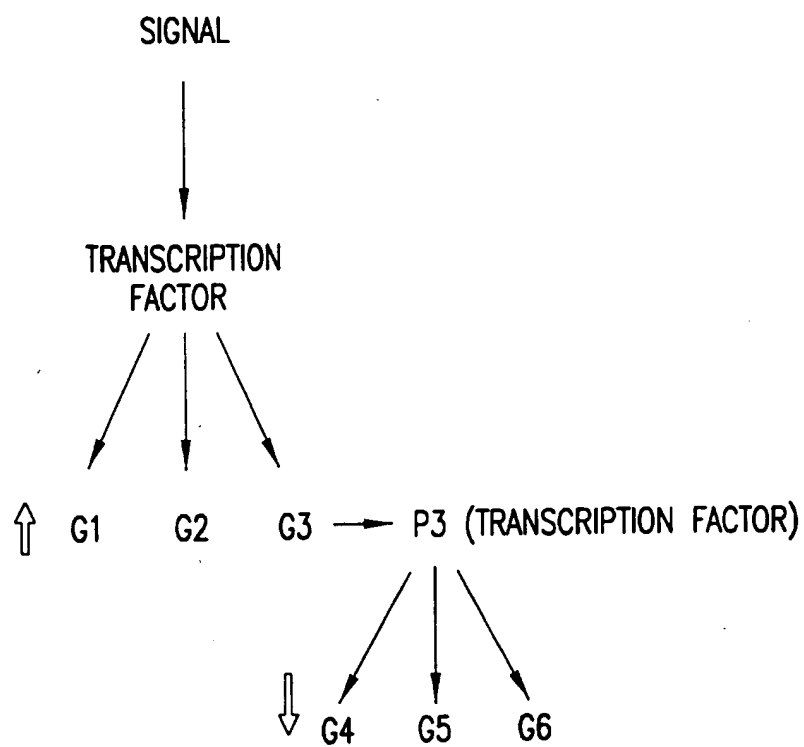 SIGNAL
TRANSCRIPTION
FACTOR
G1 G2 G3 P3 (TRANSCRIPTION FACTOR)
G4 G5 G6